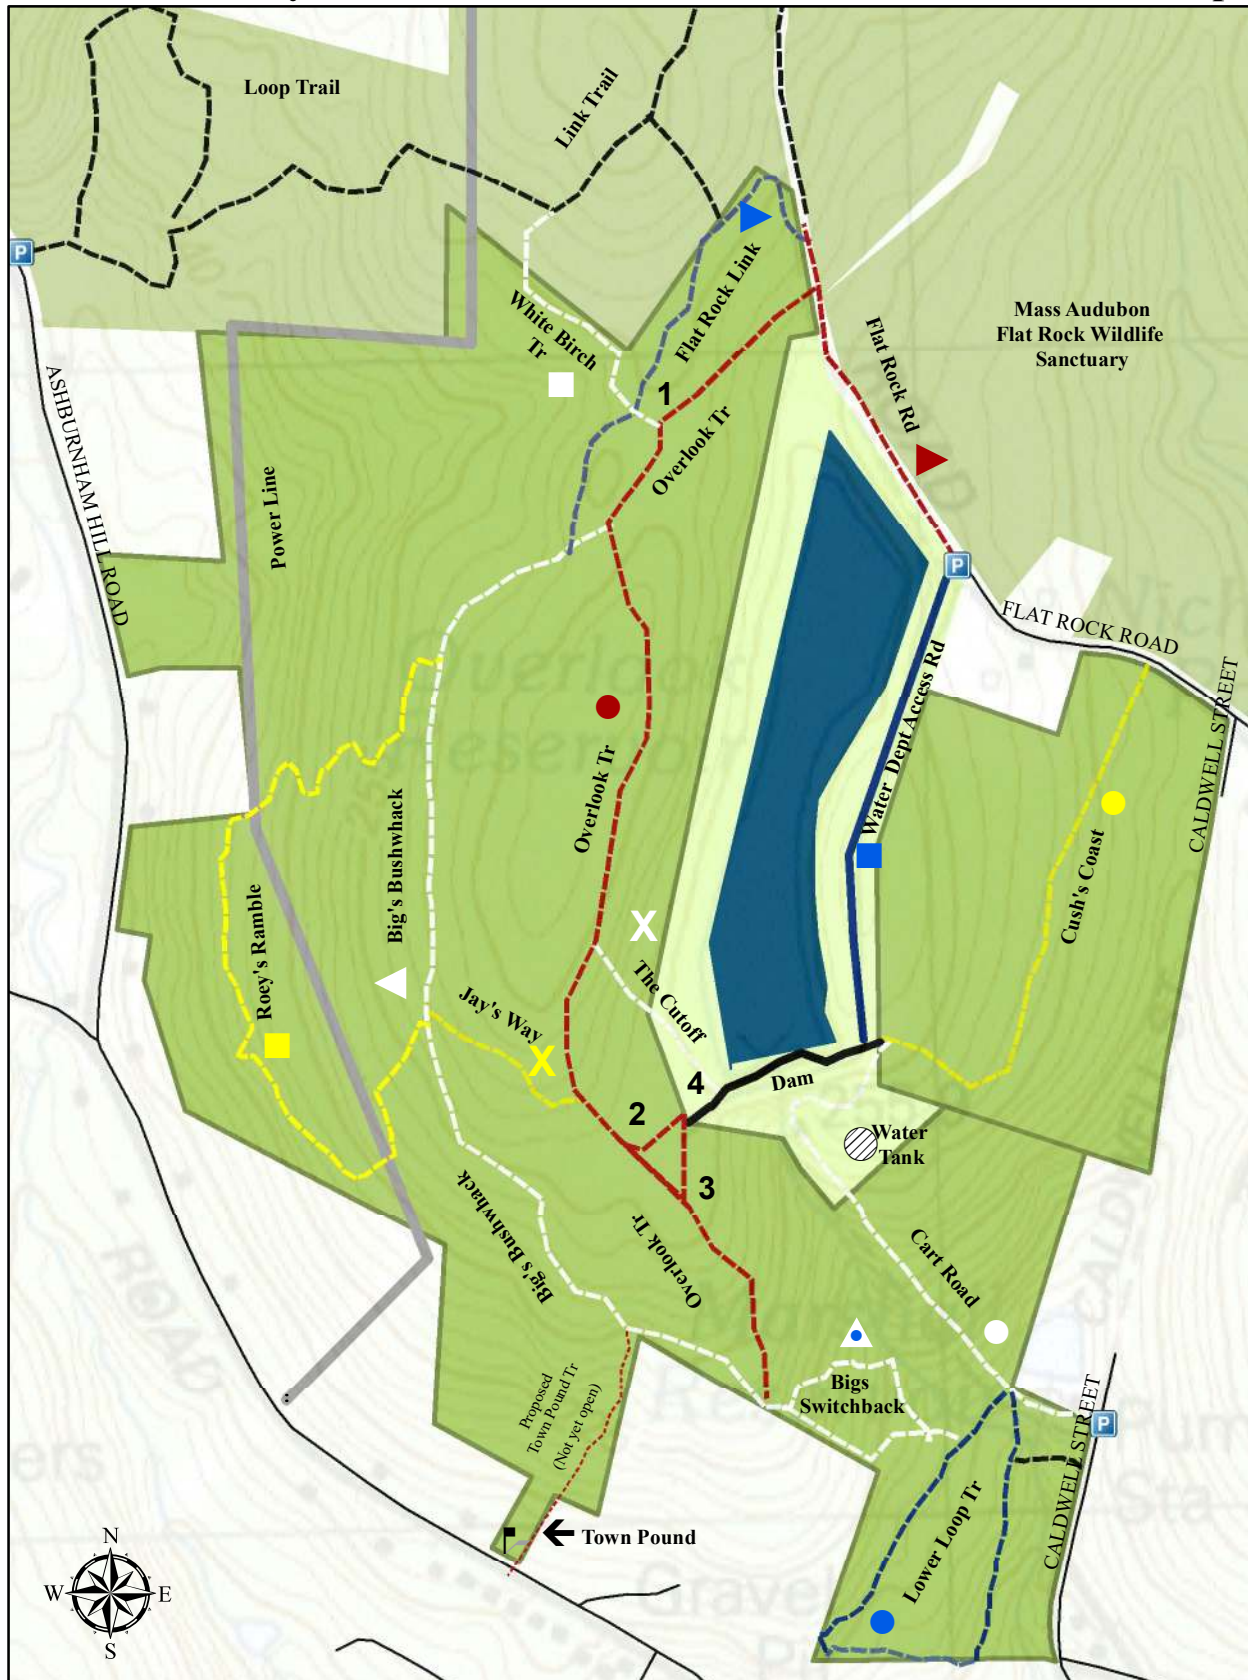 Loop Trail
Link Trail
P
White Birch
Tr
Flat Rock Link
1
Overlook Tr
Mass Audubon
Flat Rock Wildlife
Sanctuary
Flat Rock Rd
ASHBURNHAM HILL ROAD
Power Line
P
FLAT ROCK ROAD
CALDWELL STREET
Water Dept Access Rd
Overlook Tr
Cush's Coast
Big's Bushwhack
Roey's Ramble
X
Jay's Way
The Cutoff
X
4
Dam
2
Water
Tank
3
Big's Bushwhack
Overlook Tr
Cart Road
Bigs
Switchback
Proposed
Town Pound Tr
(Not yet open)
P
CALDWELL STREET
Town Pound
Lower Loop Tr
N
W
E
S